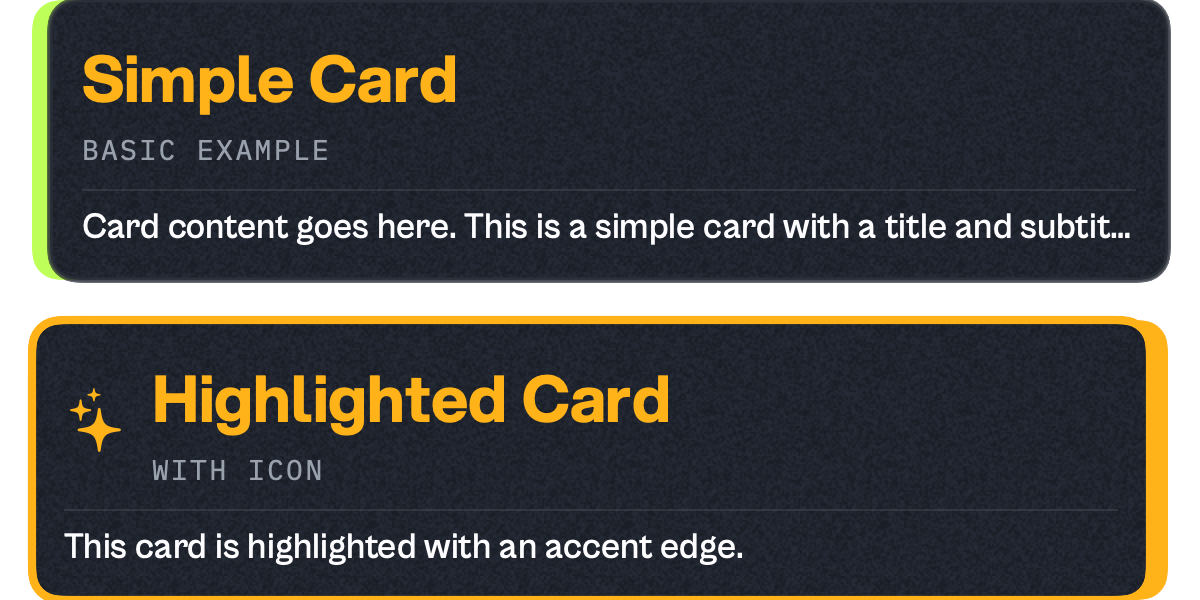 Simple Card
BASIC EXAMPLE
Card content goes here. This is a simple card with a title and subtit...
Highlighted Card
WITH ICON
This card is highlighted with an accent edge.